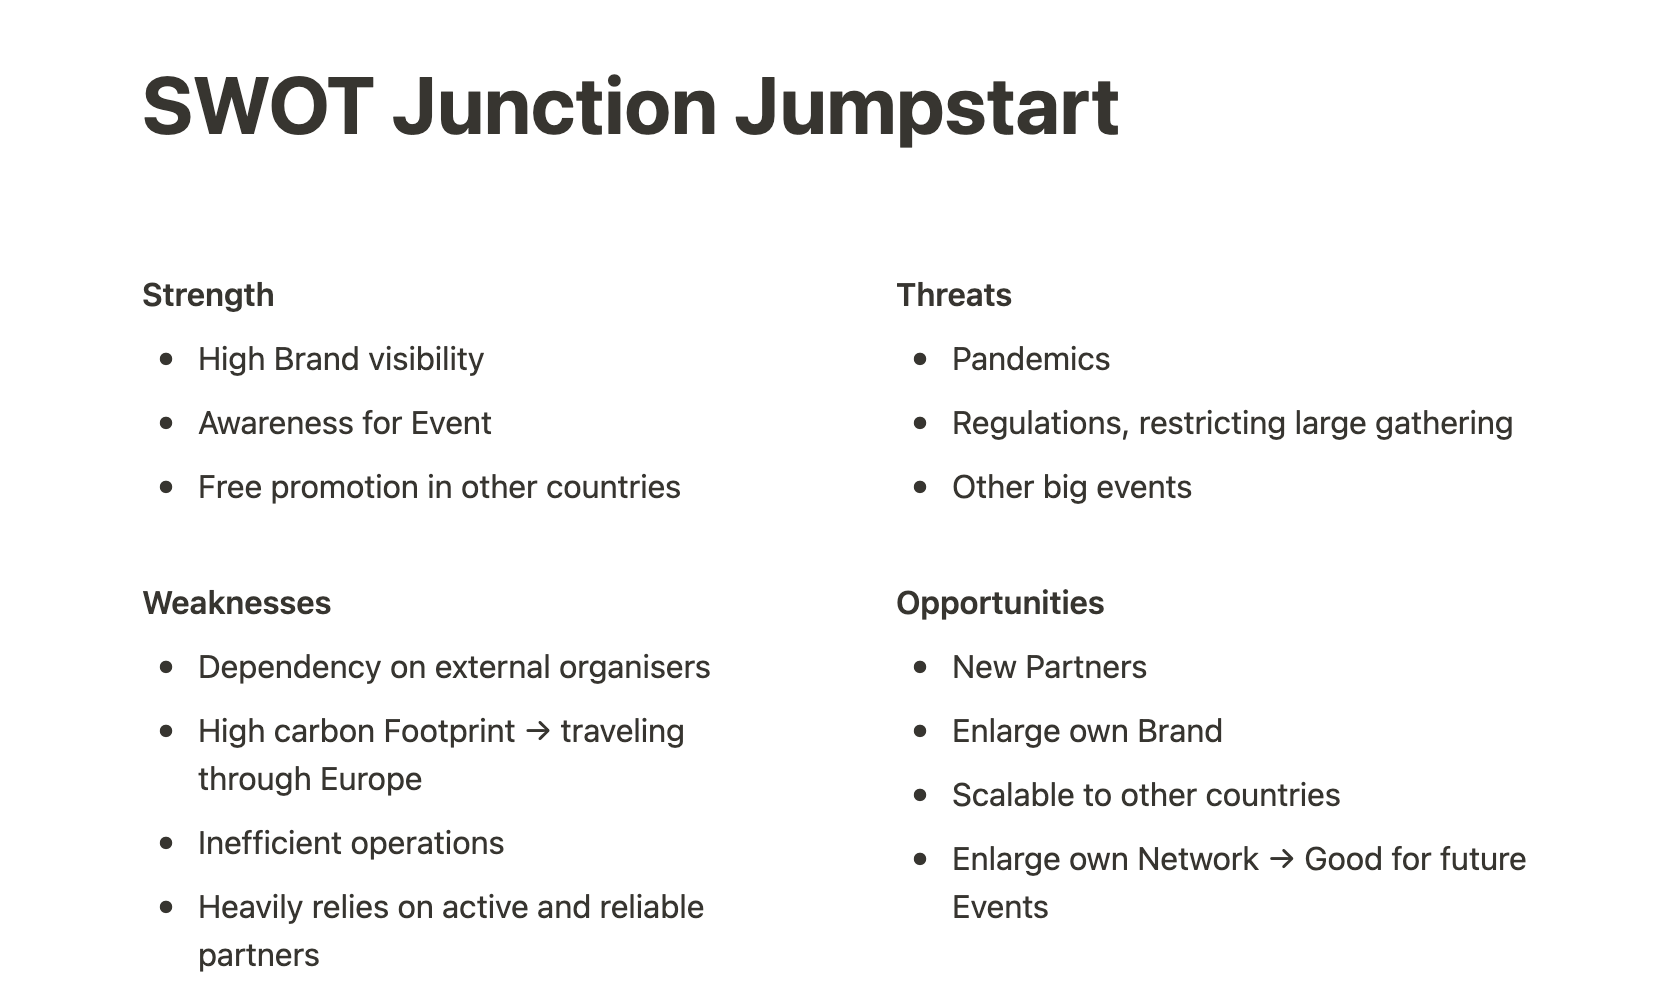 SWOT Junction Jumpstart
Strength
• High Brand visibility
• Awareness for Event
• Free promotion in other countries
Threats
• Pandemics
• Regulations, restricting large gathering
• Other big events
Weaknesses
• Dependency on external organisers
• High carbon Footprint → traveling
through Europe
• Inefficient operations
• Heavily relies on active and reliable
partners
Opportunities
• New Partners
• Enlarge own Brand
• Scalable to other countries
• Enlarge own Network → Good for future
Events